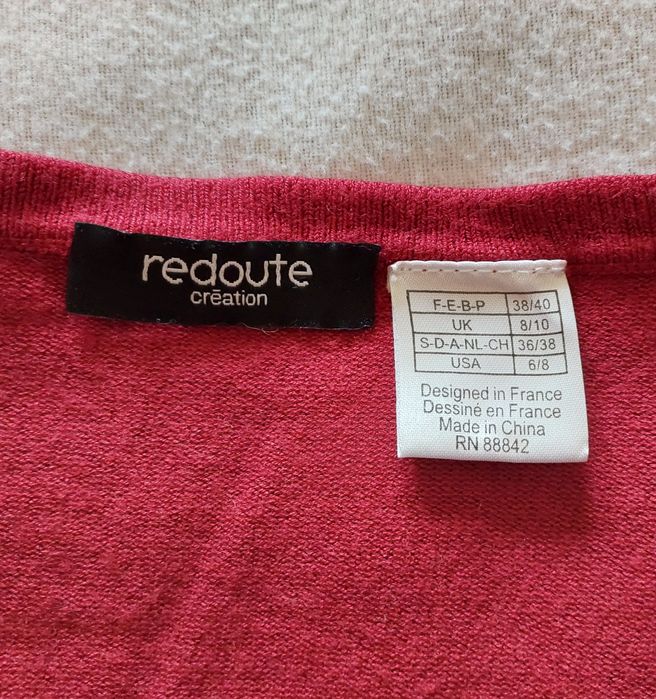 redoute
crēation
F-E-B-P 38/40
UK 8/10
S-D-A-NL-CH 36/38
USA 6/8
Designed in France
Dessiné en France
Made in China
RN 88842